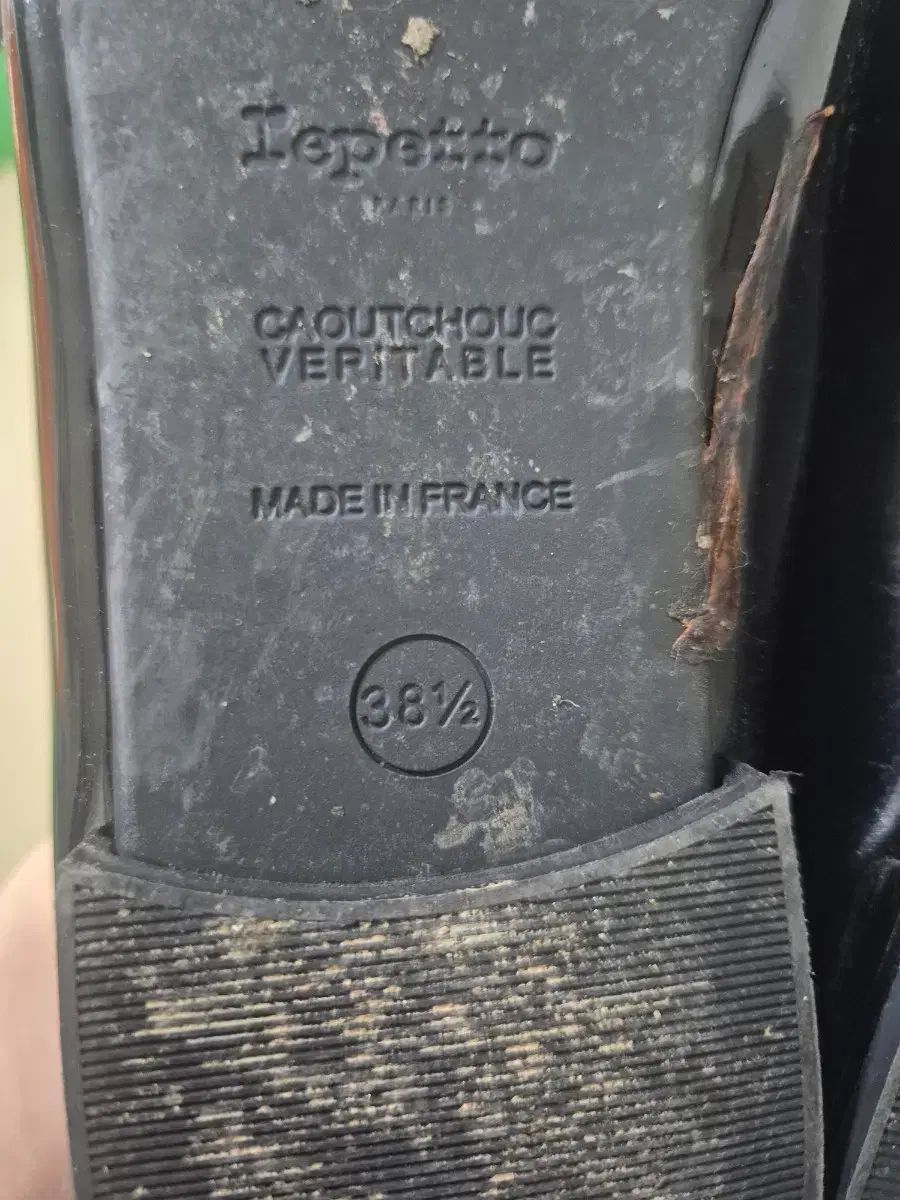 repetto
PARIS
CAOUTCHOUC
VERITABLE
MADE IN FRANCE
38½